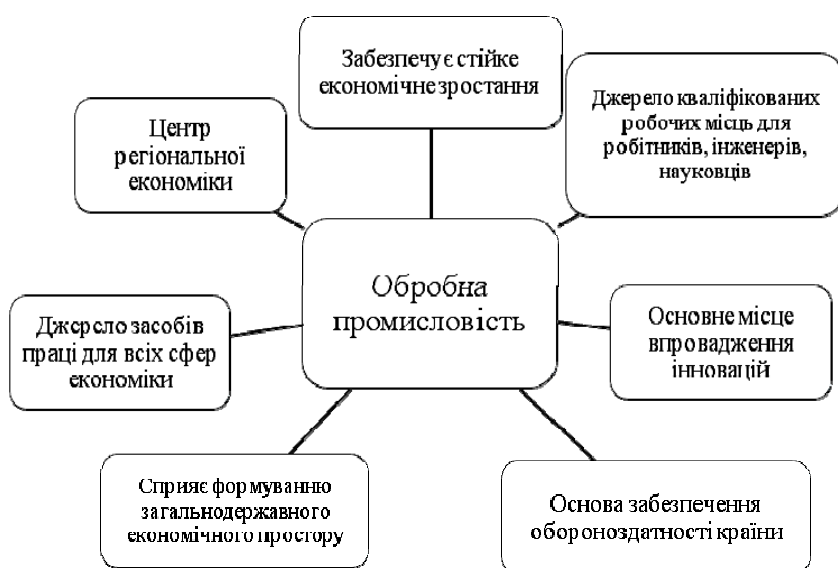 Забезпечує стійке
економічне зростання
Джерело кваліфікованих
робочих місць для
робітників, інженерів,
науковців
Центр
регіональної
економіки
Обробна
промисловість
Джерело засобів
праці для всіх сфер
економіки
Основне місце
впровадження
інновацій
Сприяє формуванню
загальнодержавного
економічного простору
Основа забезпечення
обороноздатності країни